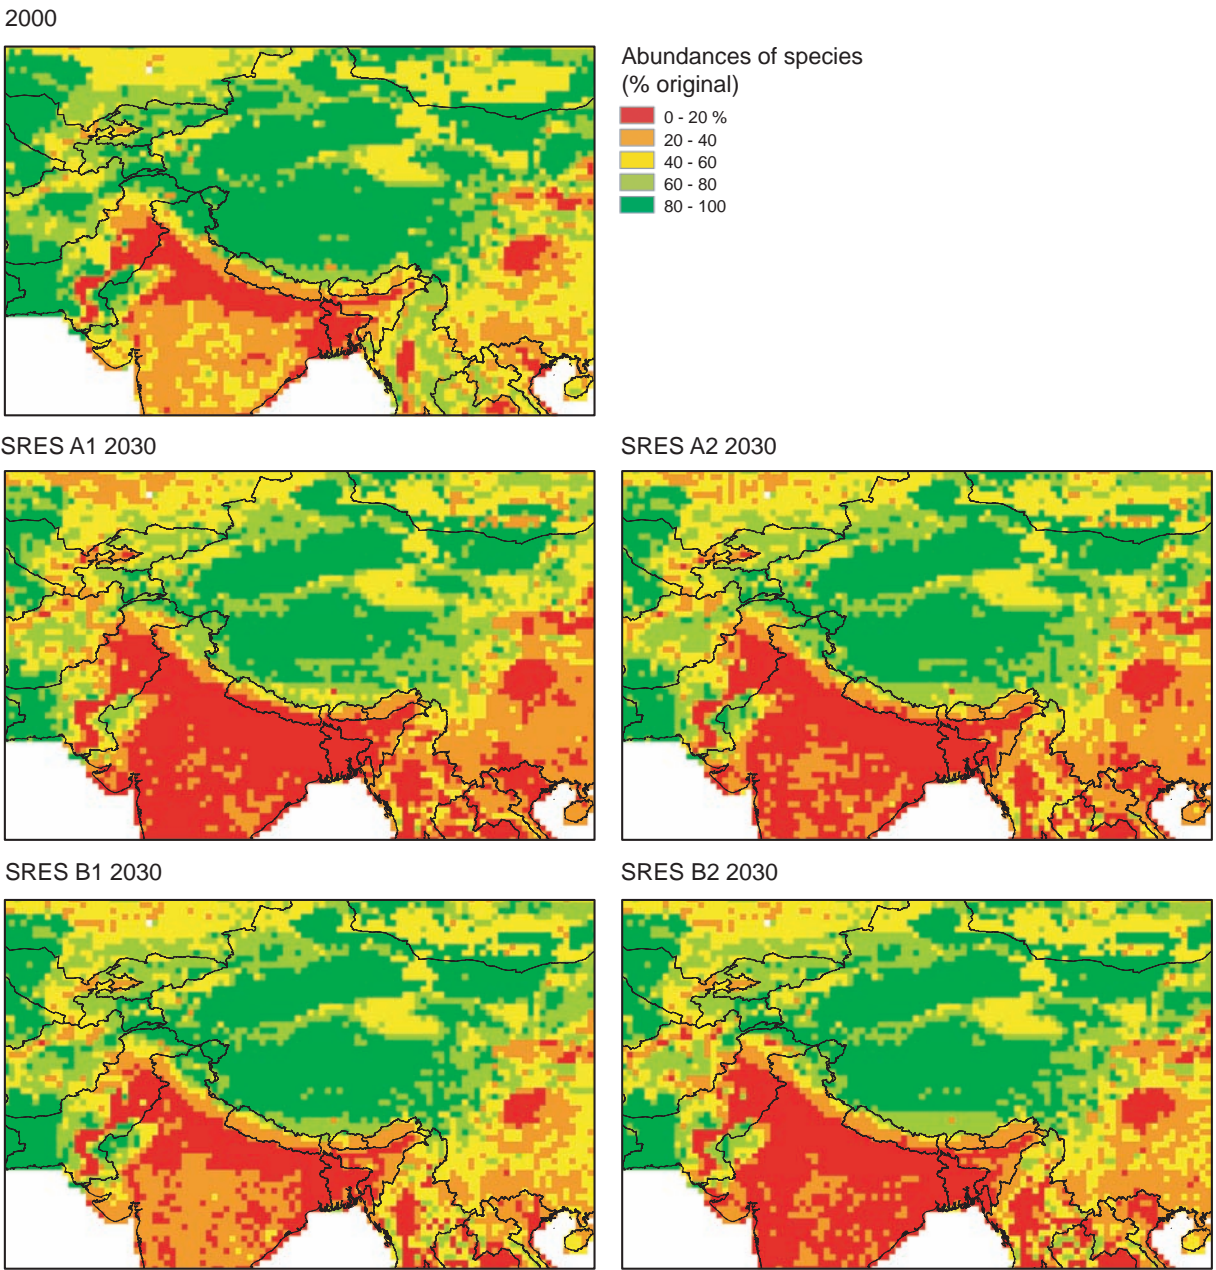 2000
Abundances of species
(% original)
0 - 20 %
20 - 40
40 - 60
60 - 80
80 - 100
SRES A1 2030
SRES A2 2030
SRES B1 2030
SRES B2 2030